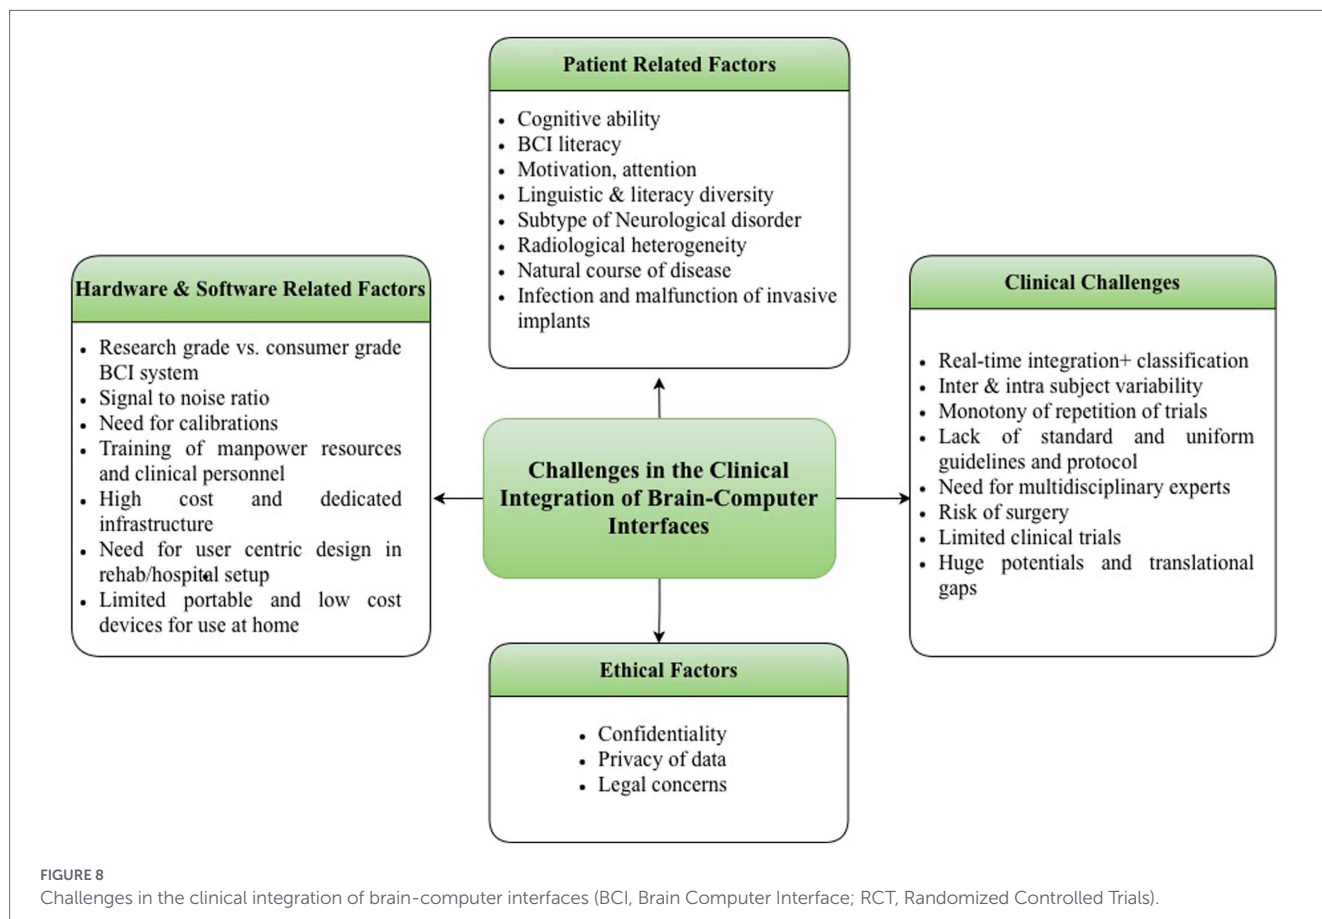 Patient Related Factors
• Cognitive ability
• BCI literacy
• Motivation, attention
• Linguistic & literacy diversity
• Subtype of Neurological disorder
• Radiological heterogeneity
• Natural course of disease
• Infection and malfunction of invasive
implants
Hardware & Software Related Factors
• Research grade vs. consumer grade
BCI system
• Signal to noise ratio
• Need for calibrations
• Training of manpower resources
and clinical personnel
• High cost and dedicated
infrastructure
• Need for user centric design in
rehab/hospital setup
• Limited portable and low cost
devices for use at home
Challenges in the Clinical
Integration of Brain-Computer
Interfaces
Clinical Challenges
• Real-time integration+ classification
• Inter & intra subject variability
• Monotony of repetition of trials
• Lack of standard and uniform
guidelines and protocol
• Need for multidisciplinary experts
• Risk of surgery
• Limited clinical trials
• Huge potentials and translational
gaps
Ethical Factors
• Confidentiality
• Privacy of data
• Legal concerns
FIGURE 8
Challenges in the clinical integration of brain-computer interfaces (BCI, Brain Computer Interface; RCT, Randomized Controlled Trials).